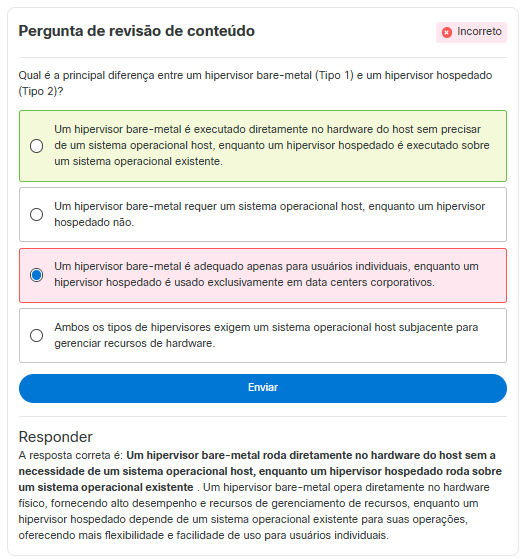 Pergunta de revisão de conteúdo
Incorreto
Qual é a principal diferença entre um hipervisor bare-metal (Tipo 1) e um hipervisor hospedado
(Tipo 2)?
Um hipervisor bare-metal é executado diretamente no hardware do host sem precisar
de um sistema operacional host, enquanto um hipervisor hospedado é executado sobre
um sistema operacional existente.
Um hipervisor bare-metal requer um sistema operacional host, enquanto um hipervisor
hospedado não.
Um hipervisor bare-metal é adequado apenas para usuários individuais, enquanto um
hipervisor hospedado é usado exclusivamente em data centers corporativos.
Ambos os tipos de hipervisores exigem um sistema operacional host subjacente para
gerenciar recursos de hardware.
Enviar
Responder
A resposta correta é: Um hipervisor bare-metal roda diretamente no hardware do host sem a
necessidade de um sistema operacional host, enquanto um hipervisor hospedado roda sobre
um sistema operacional existente . Um hipervisor bare-metal opera diretamente no hardware
físico, fornecendo alto desempenho e recursos de gerenciamento de recursos, enquanto um
hipervisor hospedado depende de um sistema operacional existente para suas operações,
oferecendo mais flexibilidade e facilidade de uso para usuários individuais.